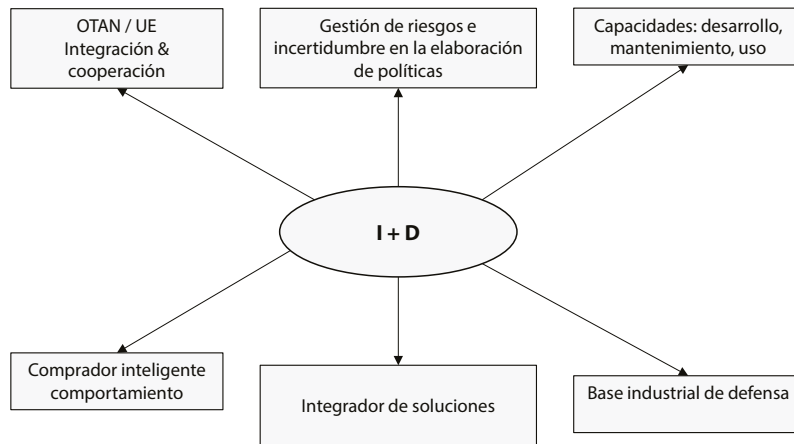 OTAN / UE
Integración &
cooperación
Gestión de riesgos e
incertidumbre en la elaboración
de políticas
Capacidades: desarrollo,
mantenimiento, uso
I + D
Comprador inteligente
comportamiento
Integrador de soluciones
Base industrial de defensa